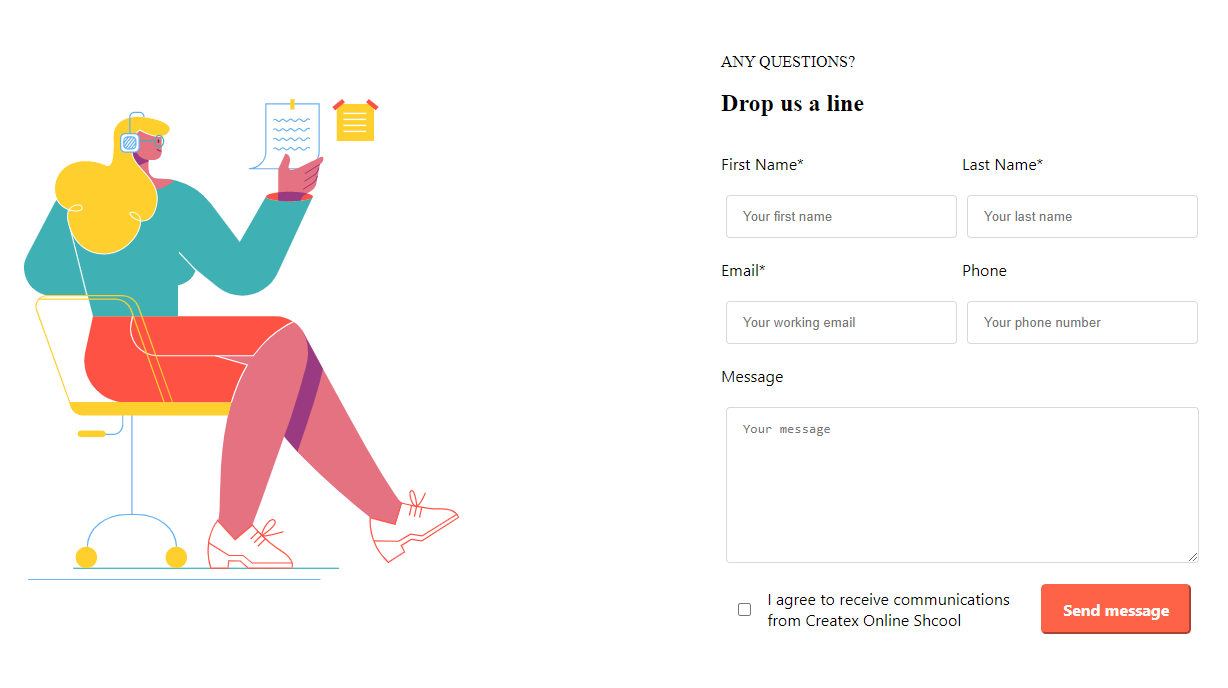 ANY QUESTIONS?
Drop us a line
First Name*
Last Name*
Your first name
Your last name
Email*
Phone
Your working email
Your phone number
Message
Your message
I agree to receive communications
from Createx Online Shcool
Send message